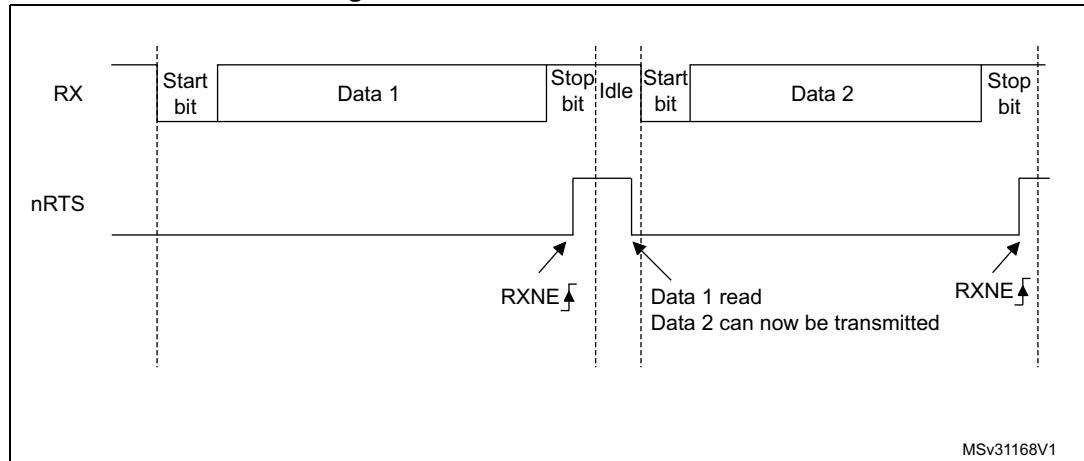 RX
Start bit
Data 1
Stop bit
Idle
Start bit
Data 2
Stop bit
nRTS
RXNE
Data 1 read
Data 2 can now be transmitted
RXNE
MSv31168V1